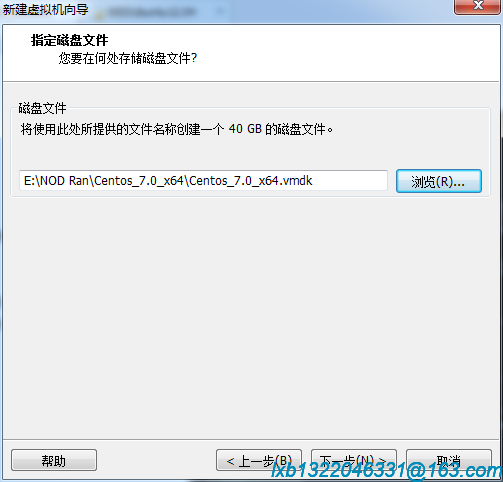 新建虚拟机向导
指定磁盘文件
您要在何处存储磁盘文件?
磁盘文件
将使用此处所提供的文件名称创建一个 40 GB 的磁盘文件。
E:\NOD Ran\Centos_7.0_x64\Centos_7.0_x64.vmdk
浏览(R)...
帮助
< 上一步(B)
下一步(N) >
取消
lxb1322046331@163.com